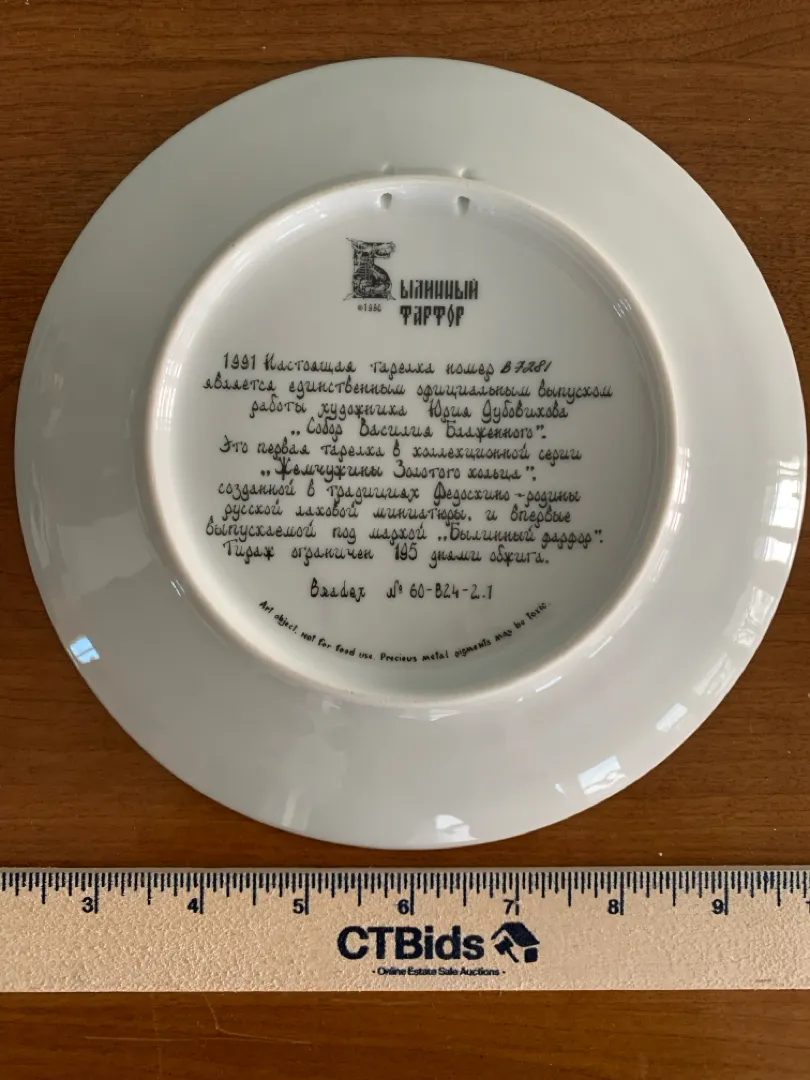 Былинный
фарфор
©1990
1991 Настоящая тарелка номер В7281
является единственным официальным выпуском
работы художника Юрия Дубовикова
„Собор Василия Блаженного".
Это первая тарелка в коллекционной серии
„Жемчужины Золотого кольца",
созданной в традициях Федоскино-родины
русской лаковой миниатюры, и впервые
выпускаемой под маркой „Былинный фарфор".
Тираж ограничен 195 днями обжига.
Bradex № 60-B24-2.1
Art object. Not for food use. Precious metal pigments may be toxic.
3 4 5 6 7 8 9
CTBids
· Online Estate Sale Auctions ·